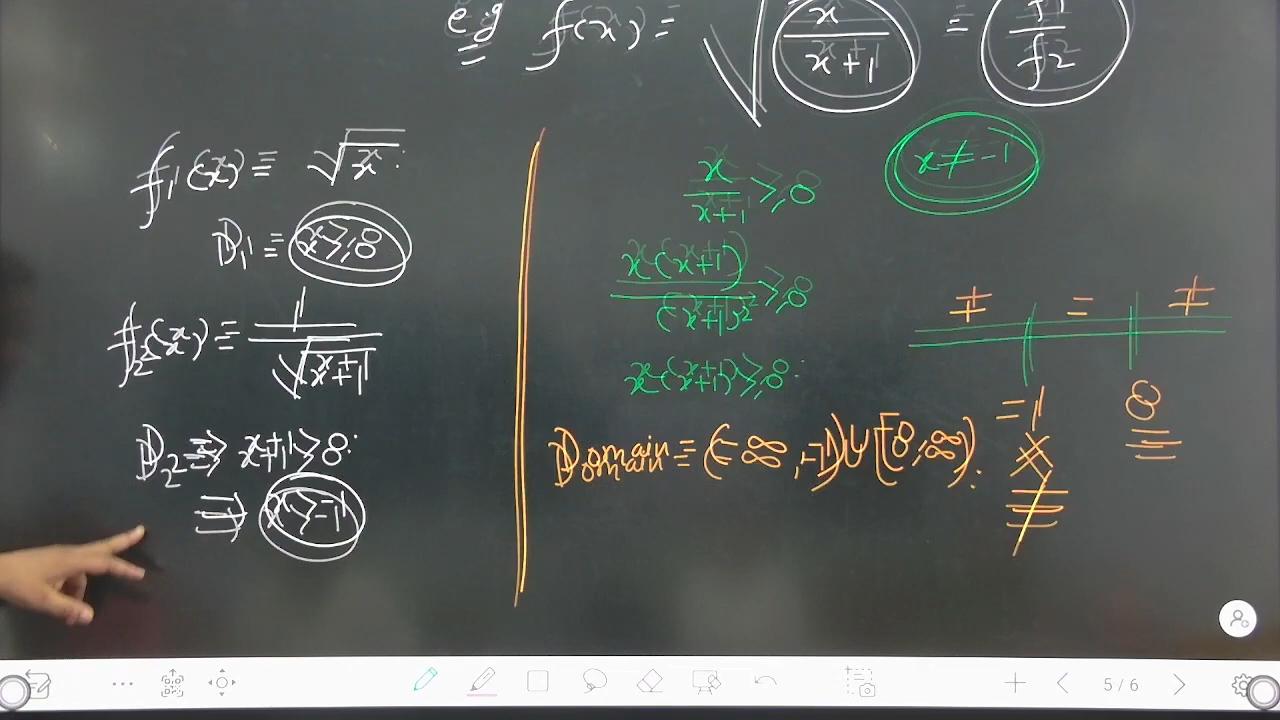 e.g f(x) = √(x/(x+1)) = f1/f2
f1(x) = √x
D1 = x ≥ 0
f2(x) = 1/√(x+1)
D2 ⇒ x+1 > 0
⇒ x > -1
x ≠ -1
x/(x+1) ≥ 0
x(x+1)/(x+1)² ≥ 0
x(x+1) ≥ 0
+ - +
-1 0
Domain = (-∞, -1) ∪ [0, ∞).
5/6